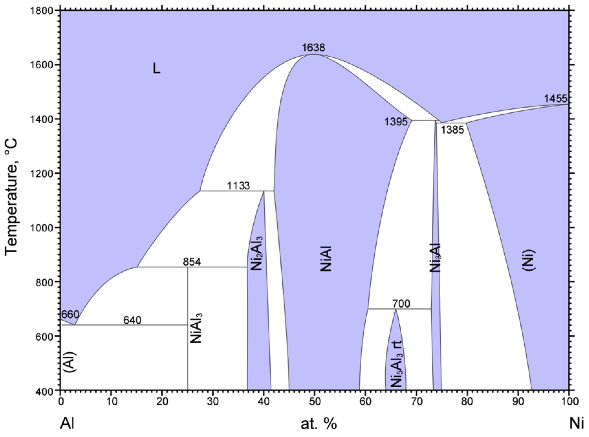 1800
1600
1400
1200
1000
800
600
400
Temperature, °C
L
1638
1455
1395
1385
1133
854
700
660
640
(Al)
NiAl₃
Ni₂Al₃
NiAl
Ni₅Al₃ rt
Ni₃Al
(Ni)
0
10
20
30
40
50
60
70
80
90
100
Al
at. %
Ni